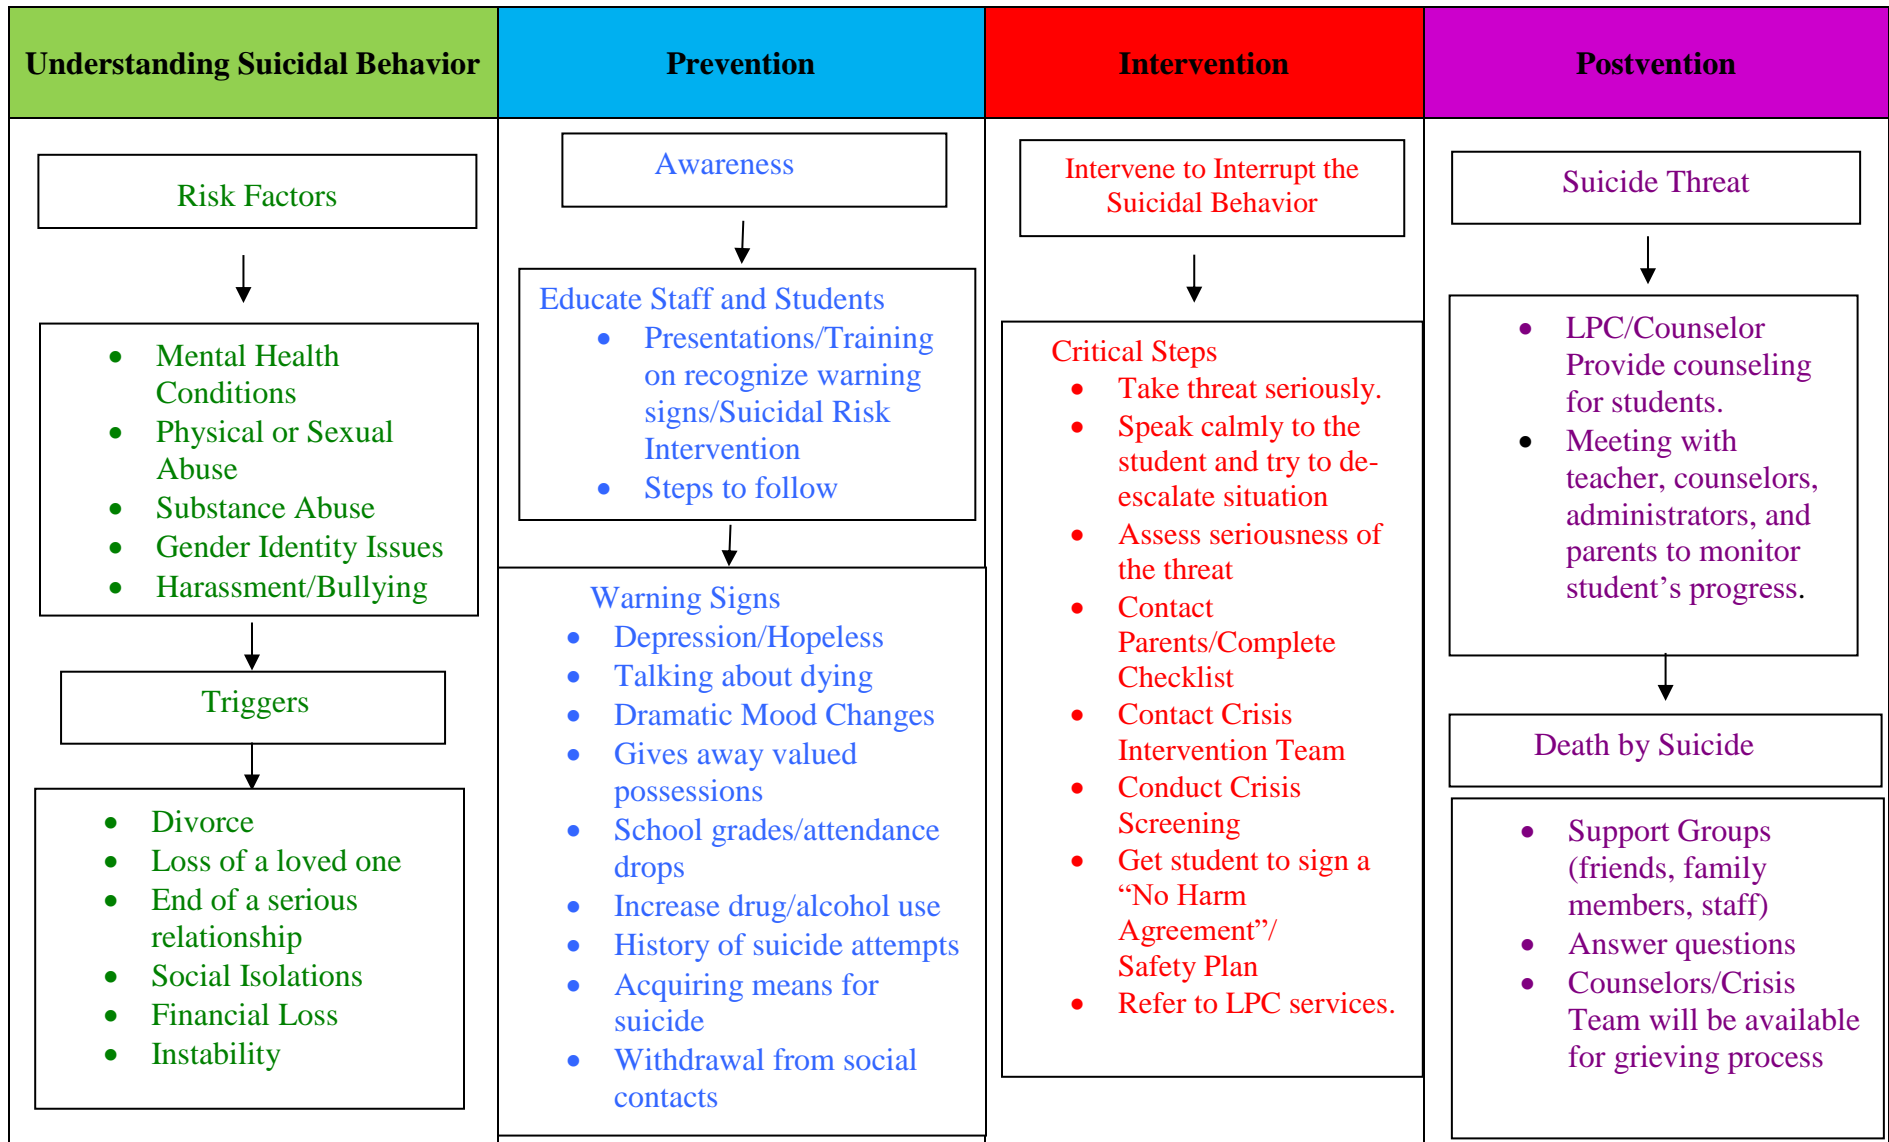 Understanding Suicidal Behavior
Prevention
Intervention
Postvention
Risk Factors
• Mental Health
Conditions
• Physical or Sexual
Abuse
• Substance Abuse
• Gender Identity Issues
• Harassment/Bullying
Triggers
• Divorce
• Loss of a loved one
• End of a serious
relationship
• Social Isolations
• Financial Loss
• Instability
Awareness
Educate Staff and Students
• Presentations/Training
on recognize warning
signs/Suicidal Risk
Intervention
• Steps to follow
Warning Signs
• Depression/Hopeless
• Talking about dying
• Dramatic Mood Changes
• Gives away valued
possessions
• School grades/attendance
drops
• Increase drug/alcohol use
• History of suicide attempts
• Acquiring means for
suicide
• Withdrawal from social
contacts
Intervene to Interrupt the
Suicidal Behavior
Critical Steps
• Take threat seriously.
• Speak calmly to the
student and try to de-
escalate situation
• Assess seriousness of
the threat
• Contact
Parents/Complete
Checklist
• Contact Crisis
Intervention Team
• Conduct Crisis
Screening
• Get student to sign a
“No Harm
Agreement”/
Safety Plan
• Refer to LPC services.
Suicide Threat
• LPC/Counselor
Provide counseling
for students.
• Meeting with
teacher, counselors,
administrators, and
parents to monitor
student’s progress.
Death by Suicide
• Support Groups
(friends, family
members, staff)
• Answer questions
• Counselors/Crisis
Team will be available
for grieving process